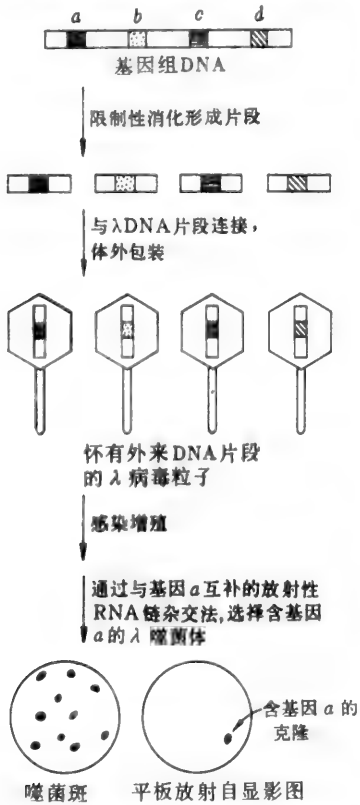 a b c d
基因组DNA
限制性消化形成片段
与λDNA片段连接，
体外包装
怀有外来DNA片段
的λ病毒粒子
感染增殖
通过与基因a互补的放射性
RNA链杂交法,选择含基因
a的λ噬菌体
含基因a的
克隆
噬菌斑 平板放射自显影图